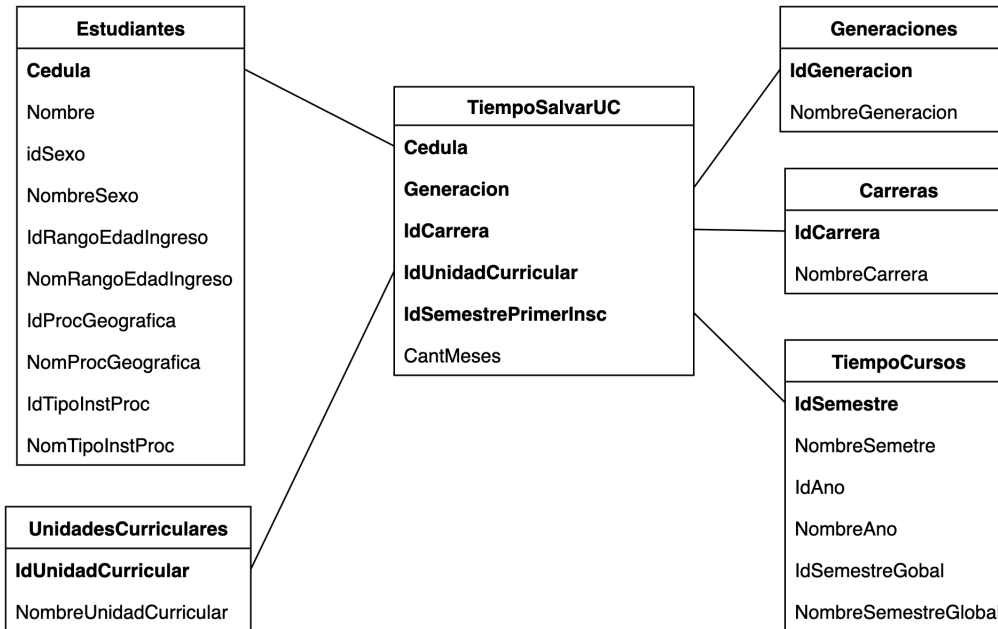 Estudiantes
Cedula
Nombre
idSexo
NombreSexo
IdRangoEdadIngreso
NomRangoEdadIngreso
IdProcGeografica
NomProcGeografica
IdTipoInstProc
NomTipoInstProc
UnidadesCurriculares
IdUnidadCurricular
NombreUnidadCurricular
TiempoSalvarUC
Cedula
Generacion
IdCarrera
IdUnidadCurricular
IdSemestrePrimerInsc
CantMeses
Generaciones
IdGeneracion
NombreGeneracion
Carreras
IdCarrera
NombreCarrera
TiempoCursos
IdSemestre
NombreSemetre
IdAno
NombreAno
IdSemestreGobal
NombreSemestreGlobal